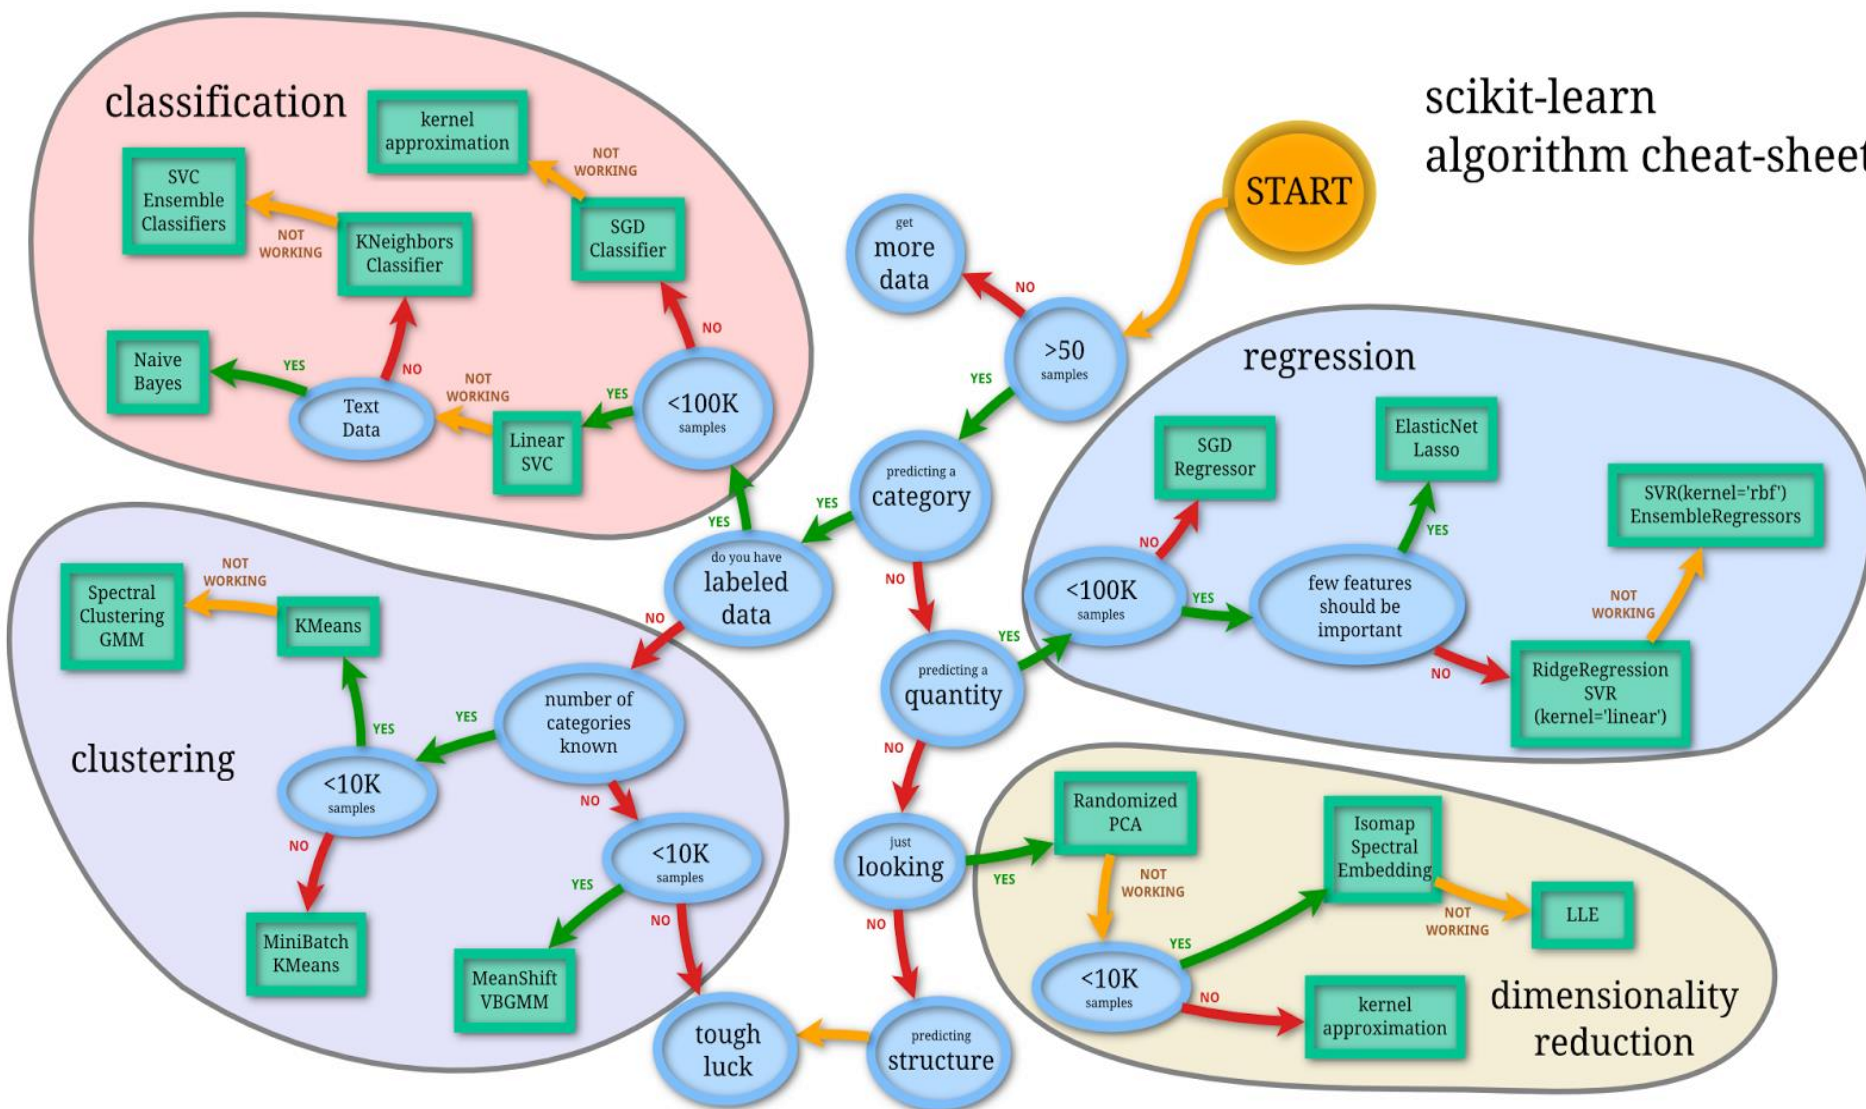 scikit-learn
algorithm cheat-sheet
START
classification
kernel
approximation
NOT
WORKING
SVC
Ensemble
Classifiers
NOT
WORKING
KNeighbors
Classifier
SGD
Classifier
NO
Naive
Bayes
YES
NO
Text
Data
NOT
WORKING
Linear
SVC
YES
<100K
samples
YES
get
more
data
NO
>50
samples
YES
predicting a
category
YES
NO
do you have
labeled
data
NO
predicting a
quantity
YES
NO
just
looking
YES
NO
predicting
structure
tough
luck
regression
SGD
Regressor
NO
<100K
samples
YES
ElasticNet
Lasso
YES
few features
should be
important
NO
SVR(kernel='rbf')
EnsembleRegressors
NOT
WORKING
RidgeRegression
SVR
(kernel='linear')
clustering
Spectral
Clustering
GMM
NOT
WORKING
KMeans
YES
number of
categories
known
YES
NO
<10K
samples
NO
MiniBatch
KMeans
<10K
samples
YES
NO
MeanShift
VBGMM
Randomized
PCA
NOT
WORKING
<10K
samples
YES
NO
Isomap
Spectral
Embedding
NOT
WORKING
LLE
kernel
approximation
dimensionality
reduction